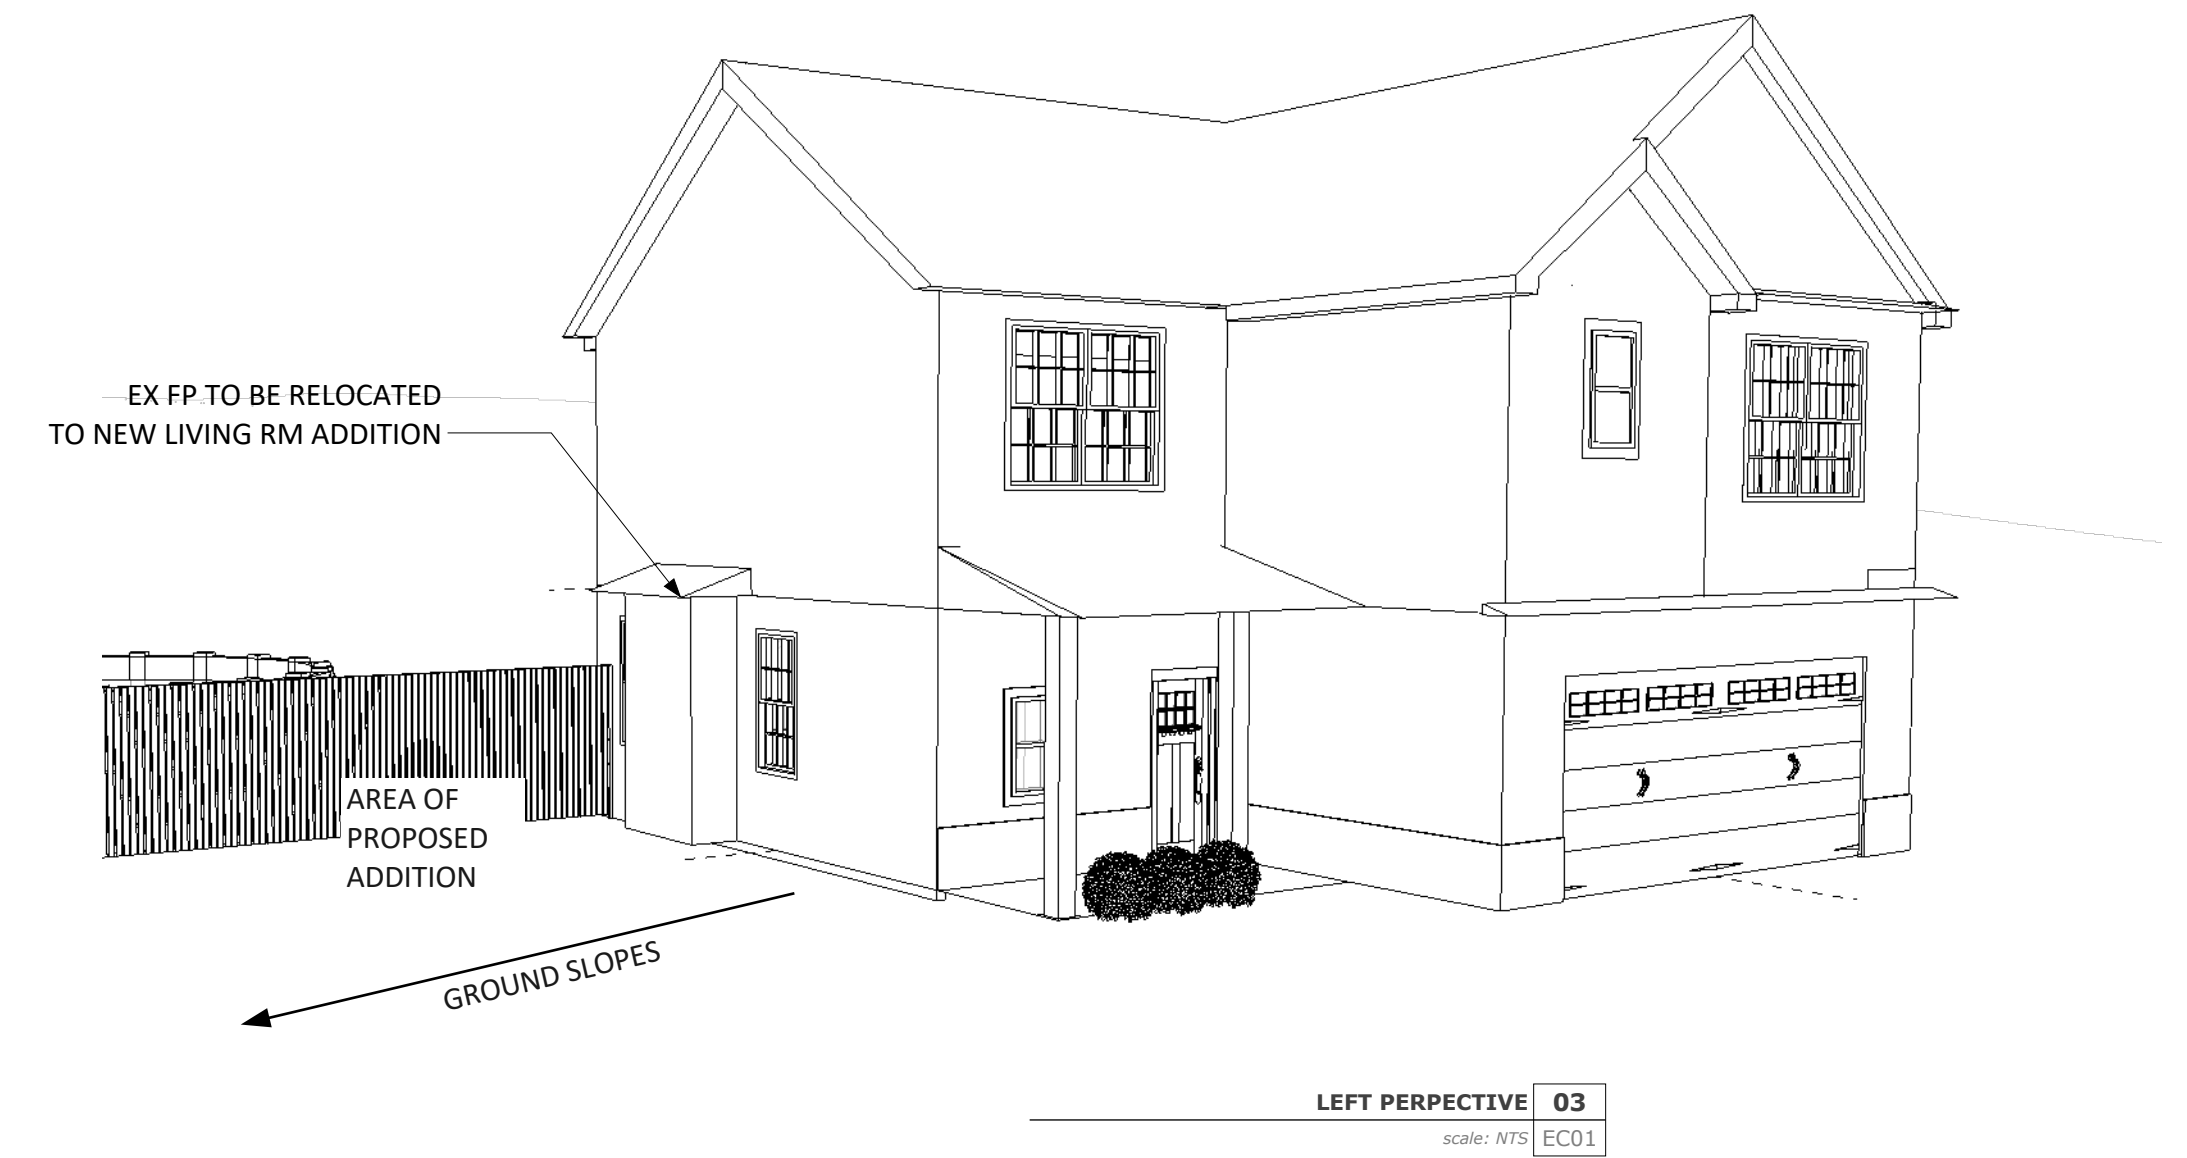 EX FP TO BE RELOCATED
TO NEW LIVING RM ADDITION
AREA OF
PROPOSED
ADDITION
GROUND SLOPES
LEFT PERPECTIVE 03
scale: NTS EC01